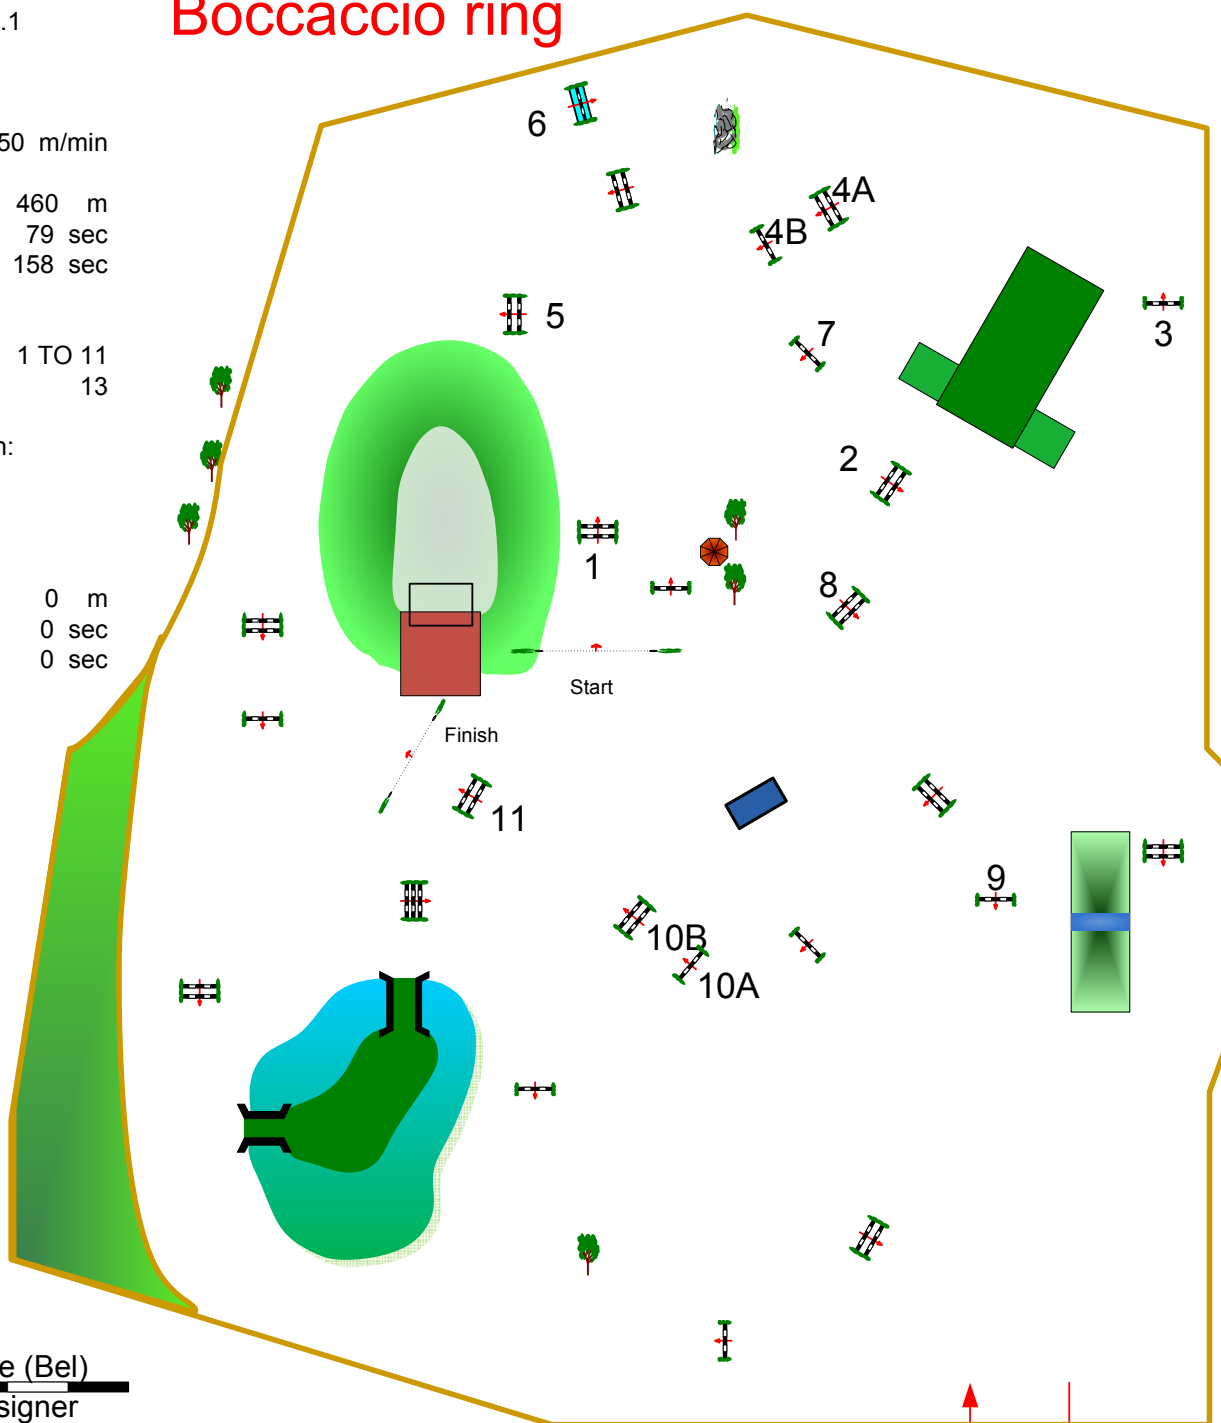 .1
Boccaccio ring
50 m/min
460 m
79 sec
158 sec
1 TO 11
13
n:
0 m
0 sec
0 sec
6
4A
4B
5
7
3
2
1
8
Start
Finish
11
9
10B
10A
e (Bel)
signer